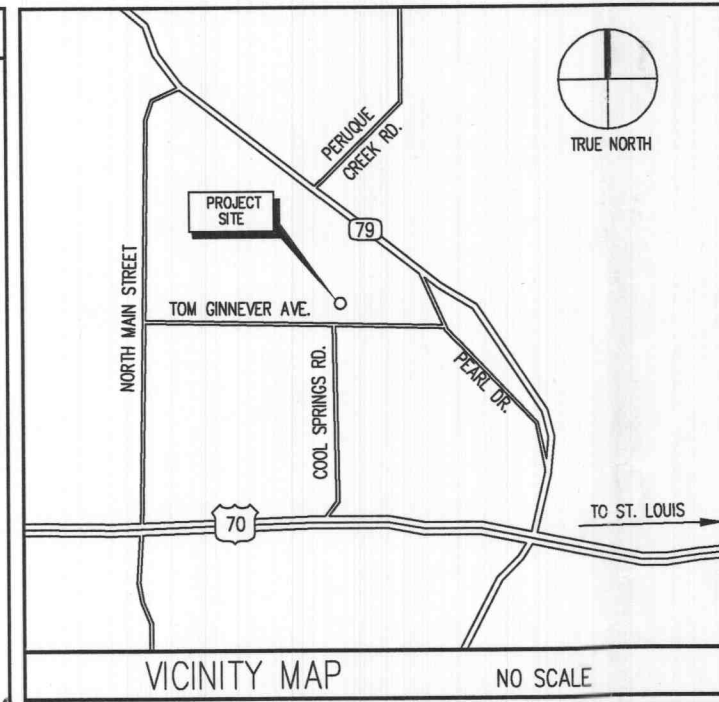 PERUQUE
CREEK RD.
TRUE NORTH
PROJECT
SITE
79
NORTH MAIN STREET
TOM GINNEVER AVE.
COOL SPRINGS RD.
PEARL DR.
70
TO ST. LOUIS
VICINITY MAP
NO SCALE